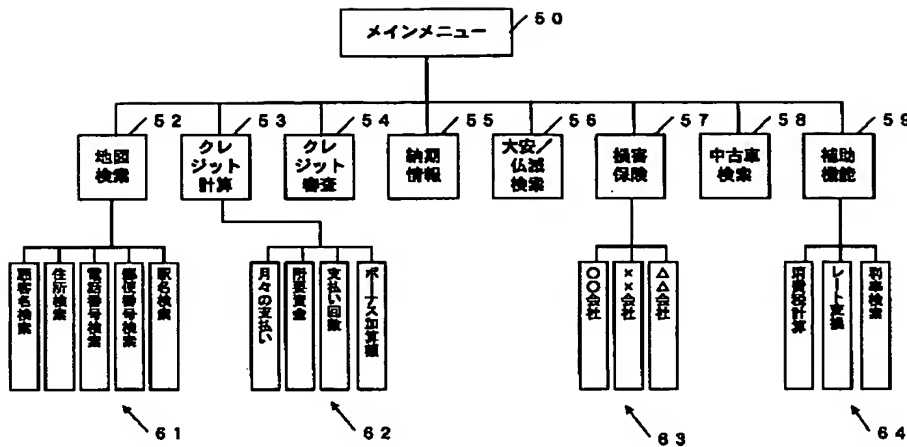 メインメニュー
50
52
53
54
55
56
57
58
59
地図
検索
クレ
ジット
計算
クレ
ジット
審査
納期
情報
大安/
仏滅
検索
損害
保険
中古車
検索
補助
機能
顧客名検索
住所検索
電話番号検索
郵便番号検索
駅名検索
月々の支払い
所要資金
支払い回数
ボーナス加算額
○○会社
××会社
△△会社
消費税計算
レート変換
利率検索
61
62
63
64